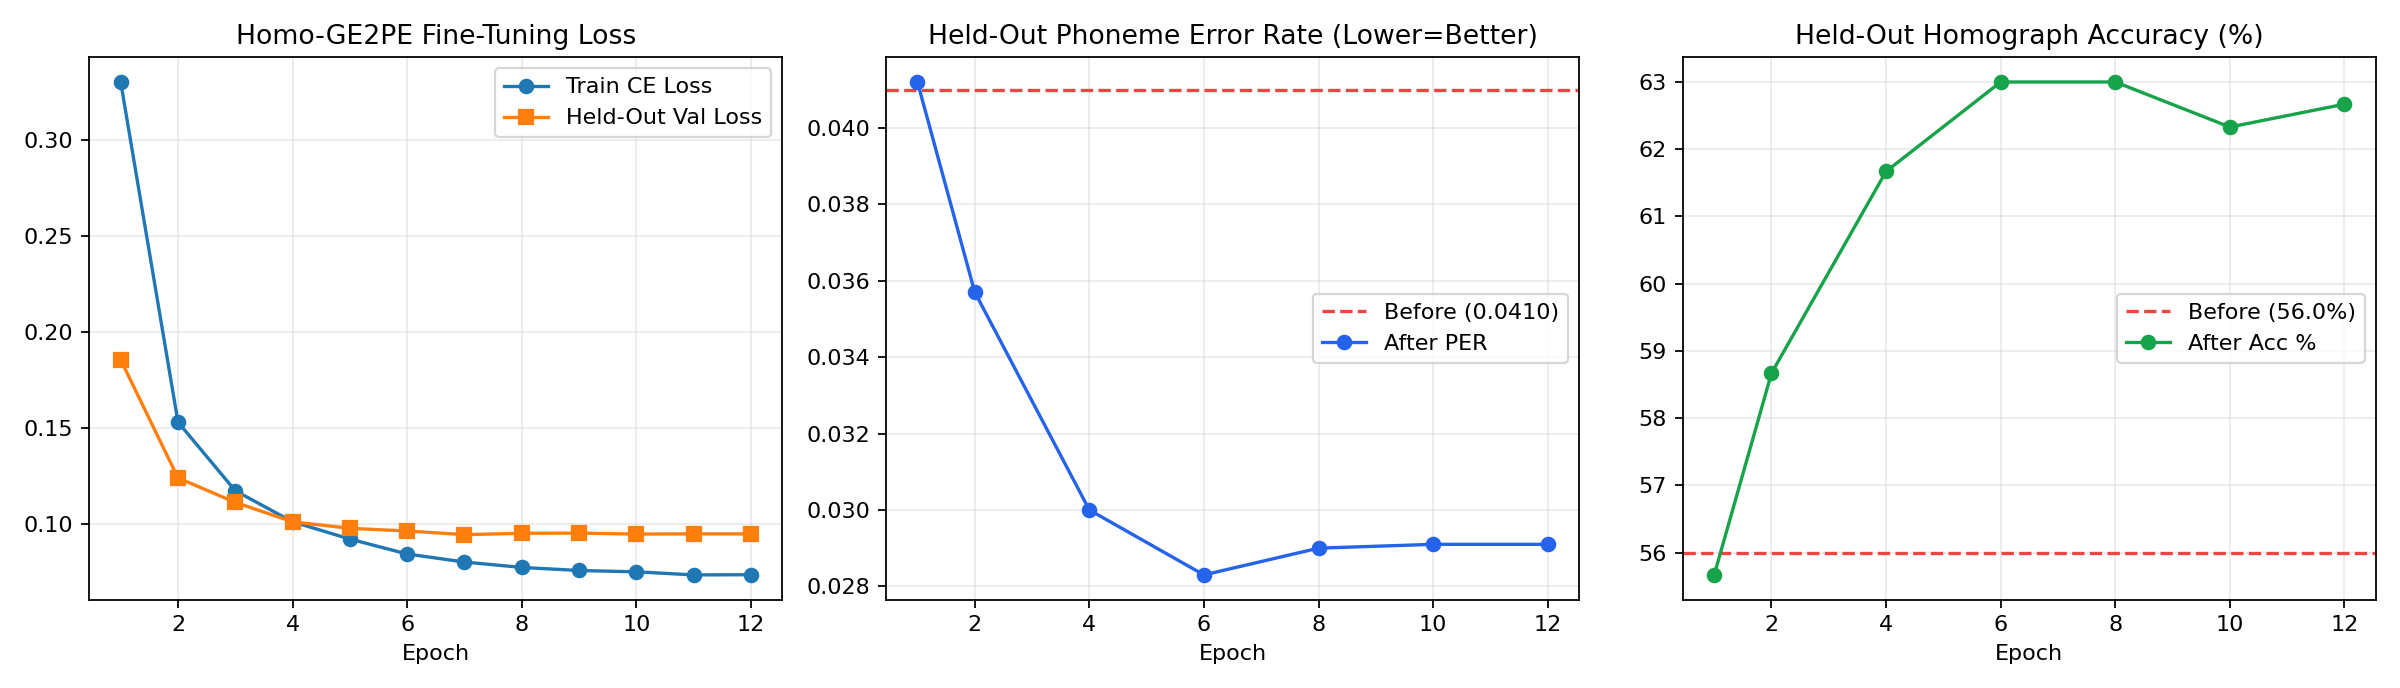 Homo-GE2PE Fine-Tuning Loss
Train CE Loss
Held-Out Val Loss
0.30
0.25
0.20
0.15
0.10
2 4 6 8 10 12
Epoch
Held-Out Phoneme Error Rate (Lower=Better)
0.040
0.038
0.036
0.034
0.032
0.030
0.028
Before (0.0410)
After PER
2 4 6 8 10 12
Epoch
Held-Out Homograph Accuracy (%)
63
62
61
60
59
58
57
56
Before (56.0%)
After Acc %
2 4 6 8 10 12
Epoch